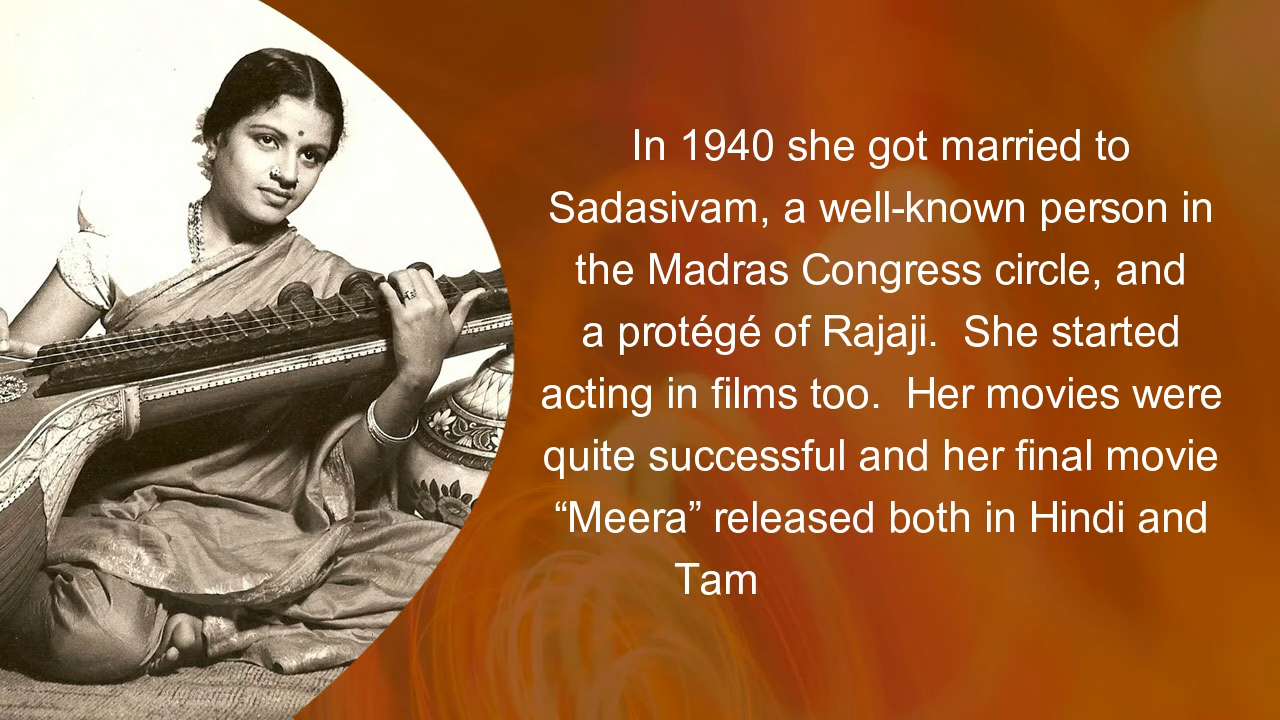 In 1940 she got married to
Sadasivam, a well-known person in
the Madras Congress circle, and
a protégé of Rajaji.  She started
acting in films too.  Her movies were
quite successful and her final movie
“Meera” released both in Hindi and
Tam